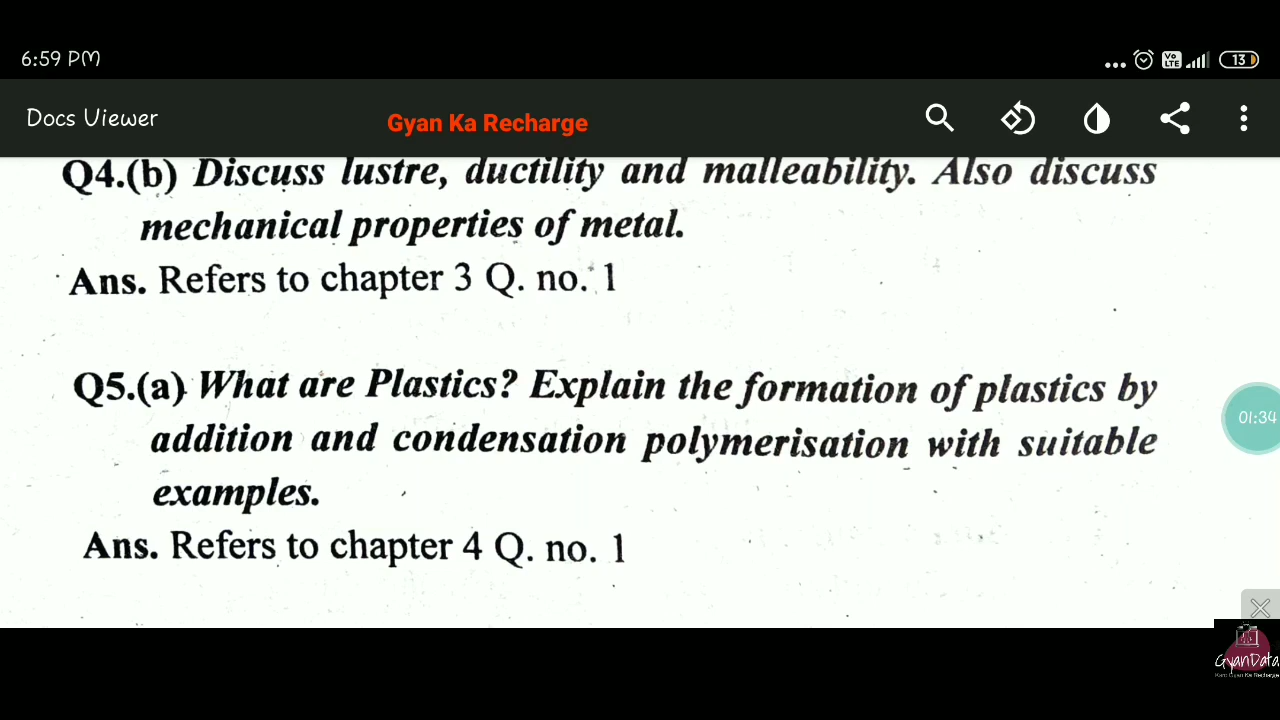 6:59 PM
VoLTE
13
Docs Viewer
Gyan Ka Recharge
Q4.(b) Discuss lustre, ductility and malleability. Also discuss
mechanical properties of metal.
Ans. Refers to chapter 3 Q. no. 1
Q5.(a) What are Plastics? Explain the formation of plastics by
addition and condensation polymerisation with suitable
examples.
Ans. Refers to chapter 4 Q. no. 1
01:34
GyanData